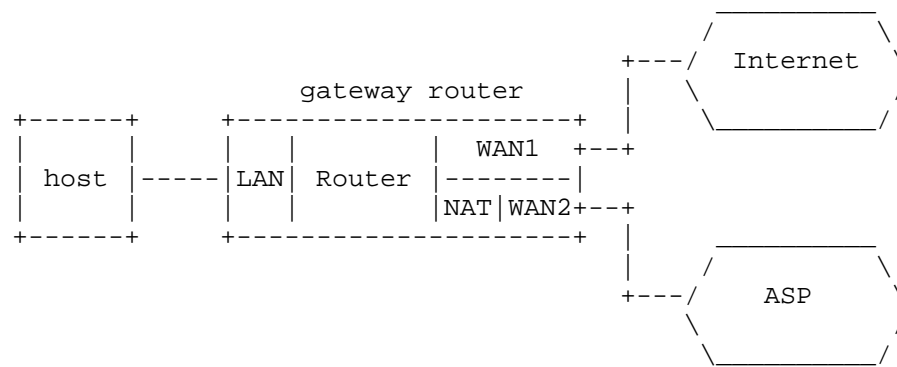 Internet
gateway router
WAN1
host LAN Router
NAT WAN2
ASP